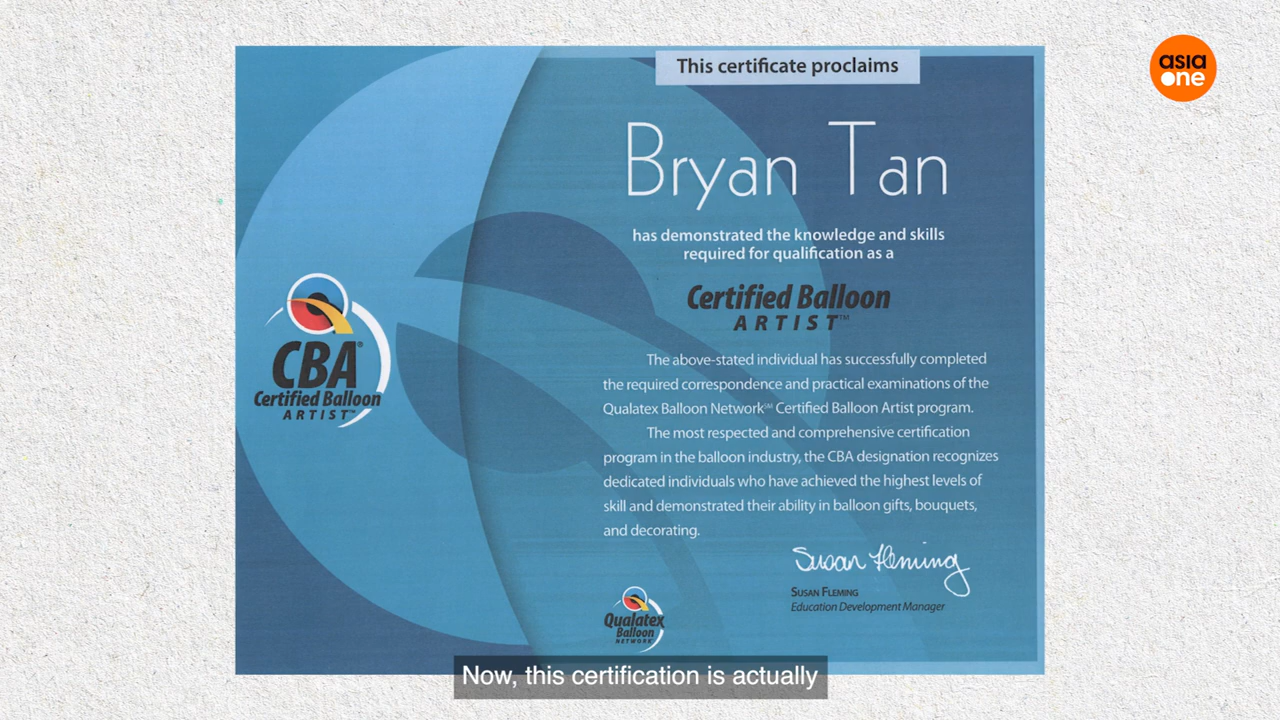 asia
one
This certificate proclaims
Bryan Tan
has demonstrated the knowledge and skills
required for qualification as a
Certified Balloon
ARTIST™
CBA®
Certified Balloon
ARTIST™
The above-stated individual has successfully completed
the required correspondence and practical examinations of the
Qualatex Balloon Network℠ Certified Balloon Artist program.
The most respected and comprehensive certification
program in the balloon industry, the CBA designation recognizes
dedicated individuals who have achieved the highest levels of
skill and demonstrated their ability in balloon gifts, bouquets,
and decorating.
Susan Fleming
SUSAN FLEMING
Education Development Manager
Qualatex
Balloon
NETWORK
Now, this certification is actually